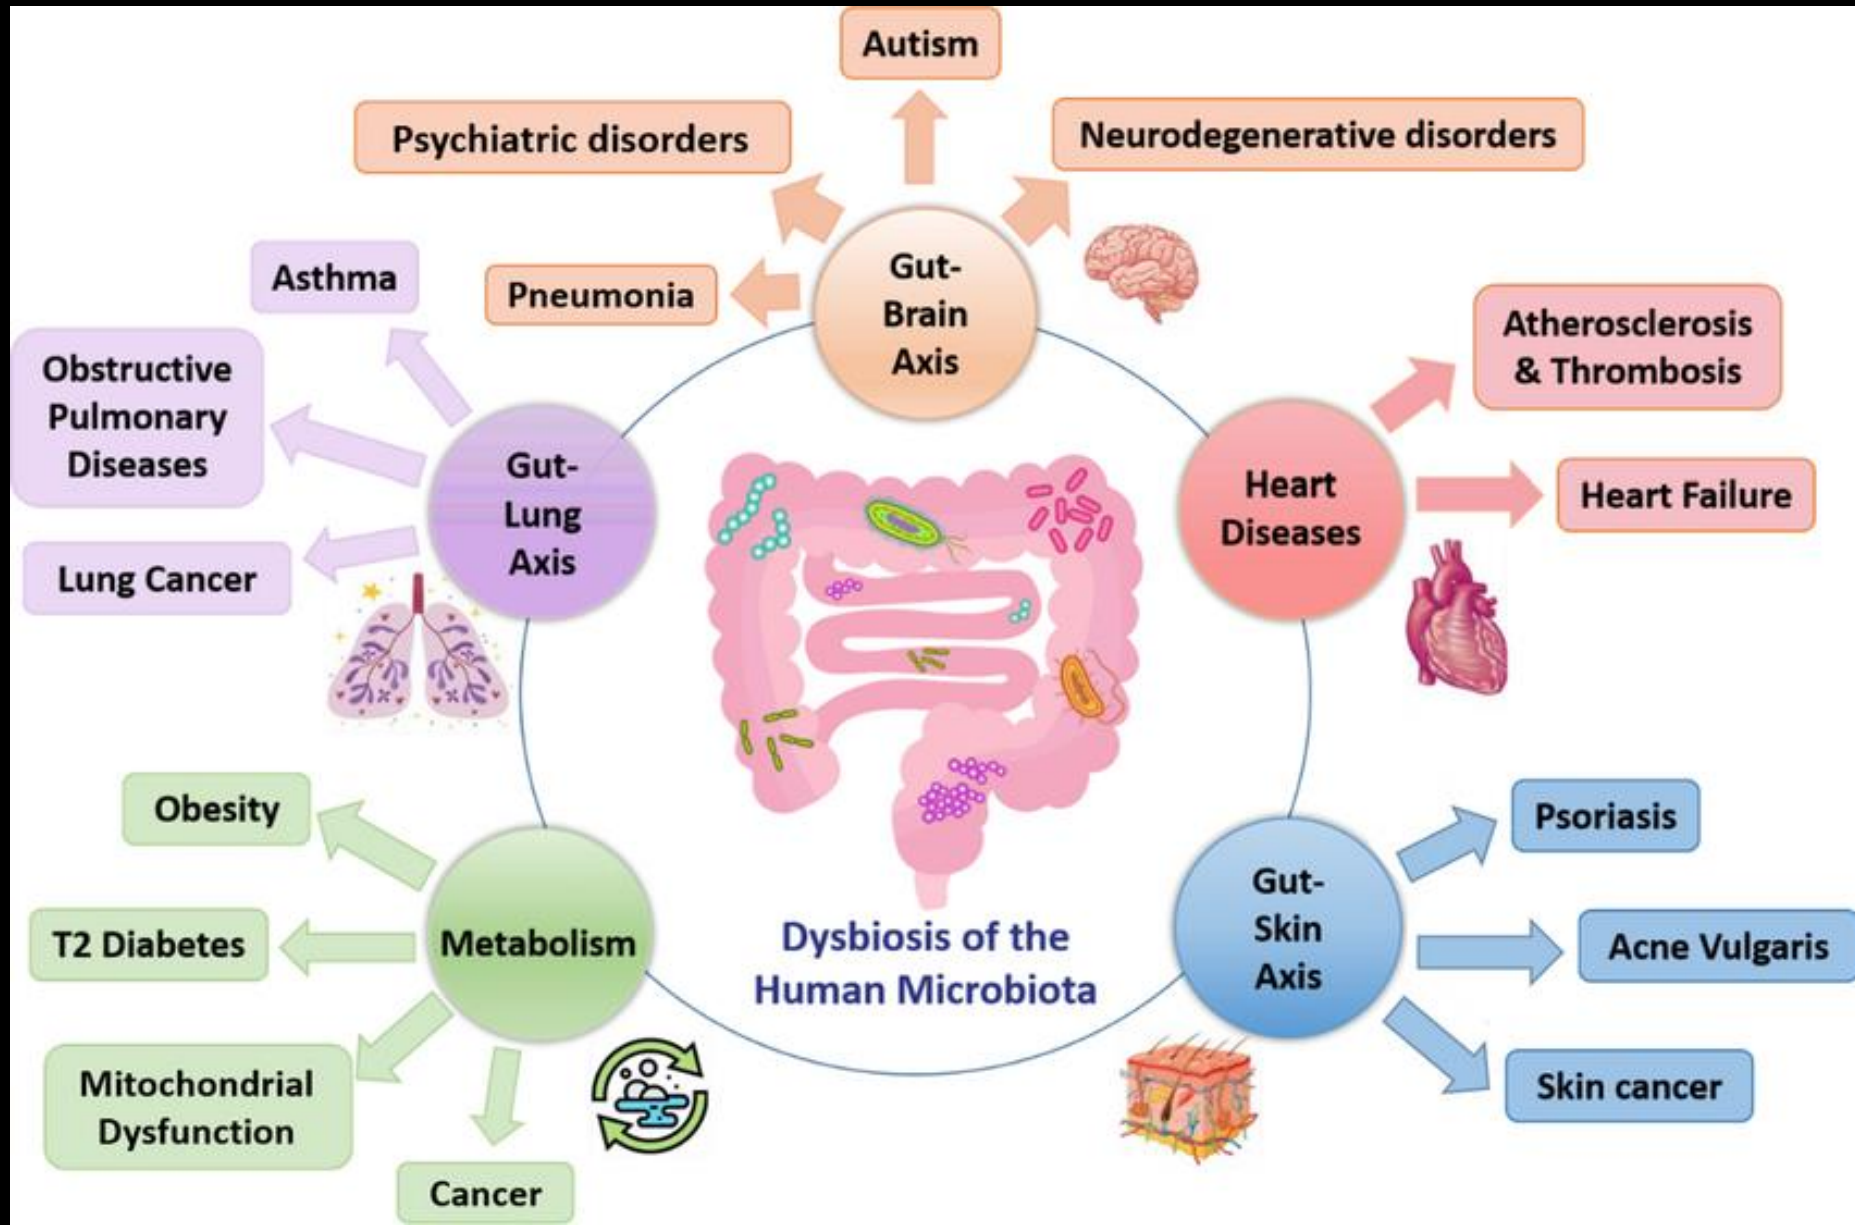 Autism
Psychiatric disorders
Neurodegenerative disorders
Pneumonia
Gut-
Brain
Axis
Asthma
Obstructive
Pulmonary
Diseases
Lung Cancer
Gut-
Lung
Axis
Heart
Diseases
Atherosclerosis
& Thrombosis
Heart Failure
Obesity
T2 Diabetes
Mitochondrial
Dysfunction
Cancer
Metabolism
Dysbiosis of the
Human Microbiota
Gut-
Skin
Axis
Psoriasis
Acne Vulgaris
Skin cancer